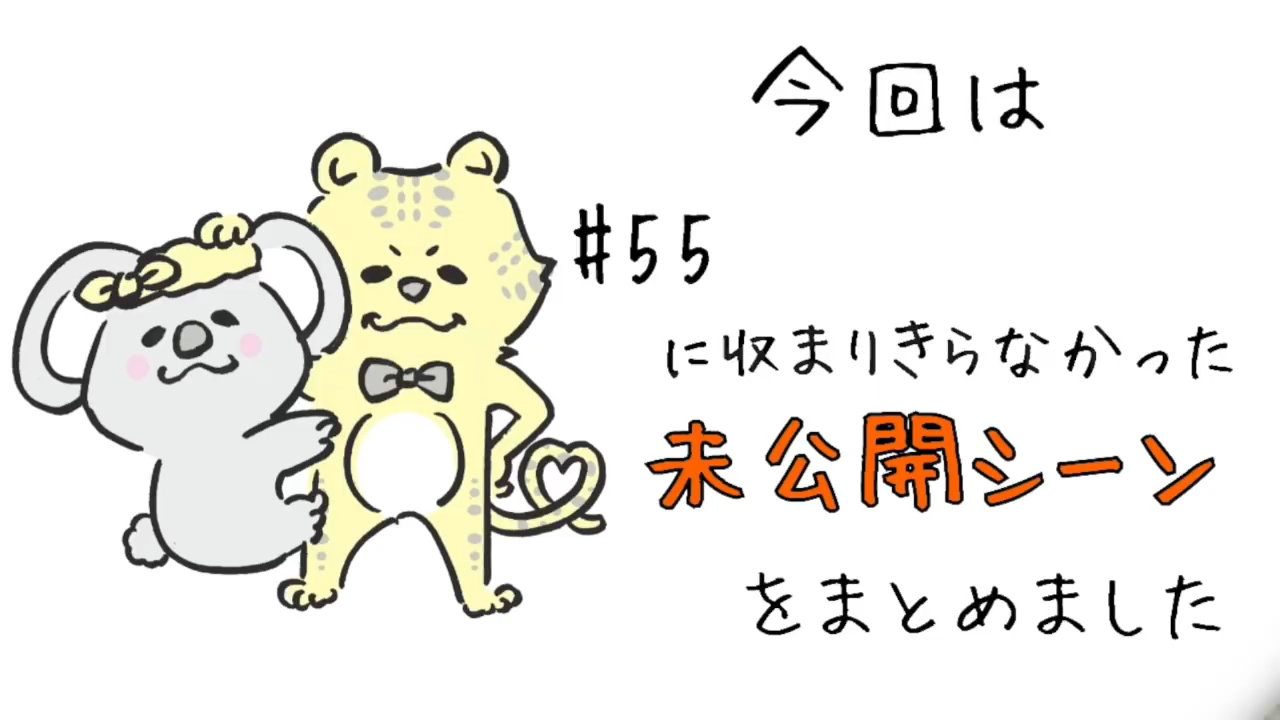 今回は
#55
に収まりきらなかった
未公開シーン
をまとめました